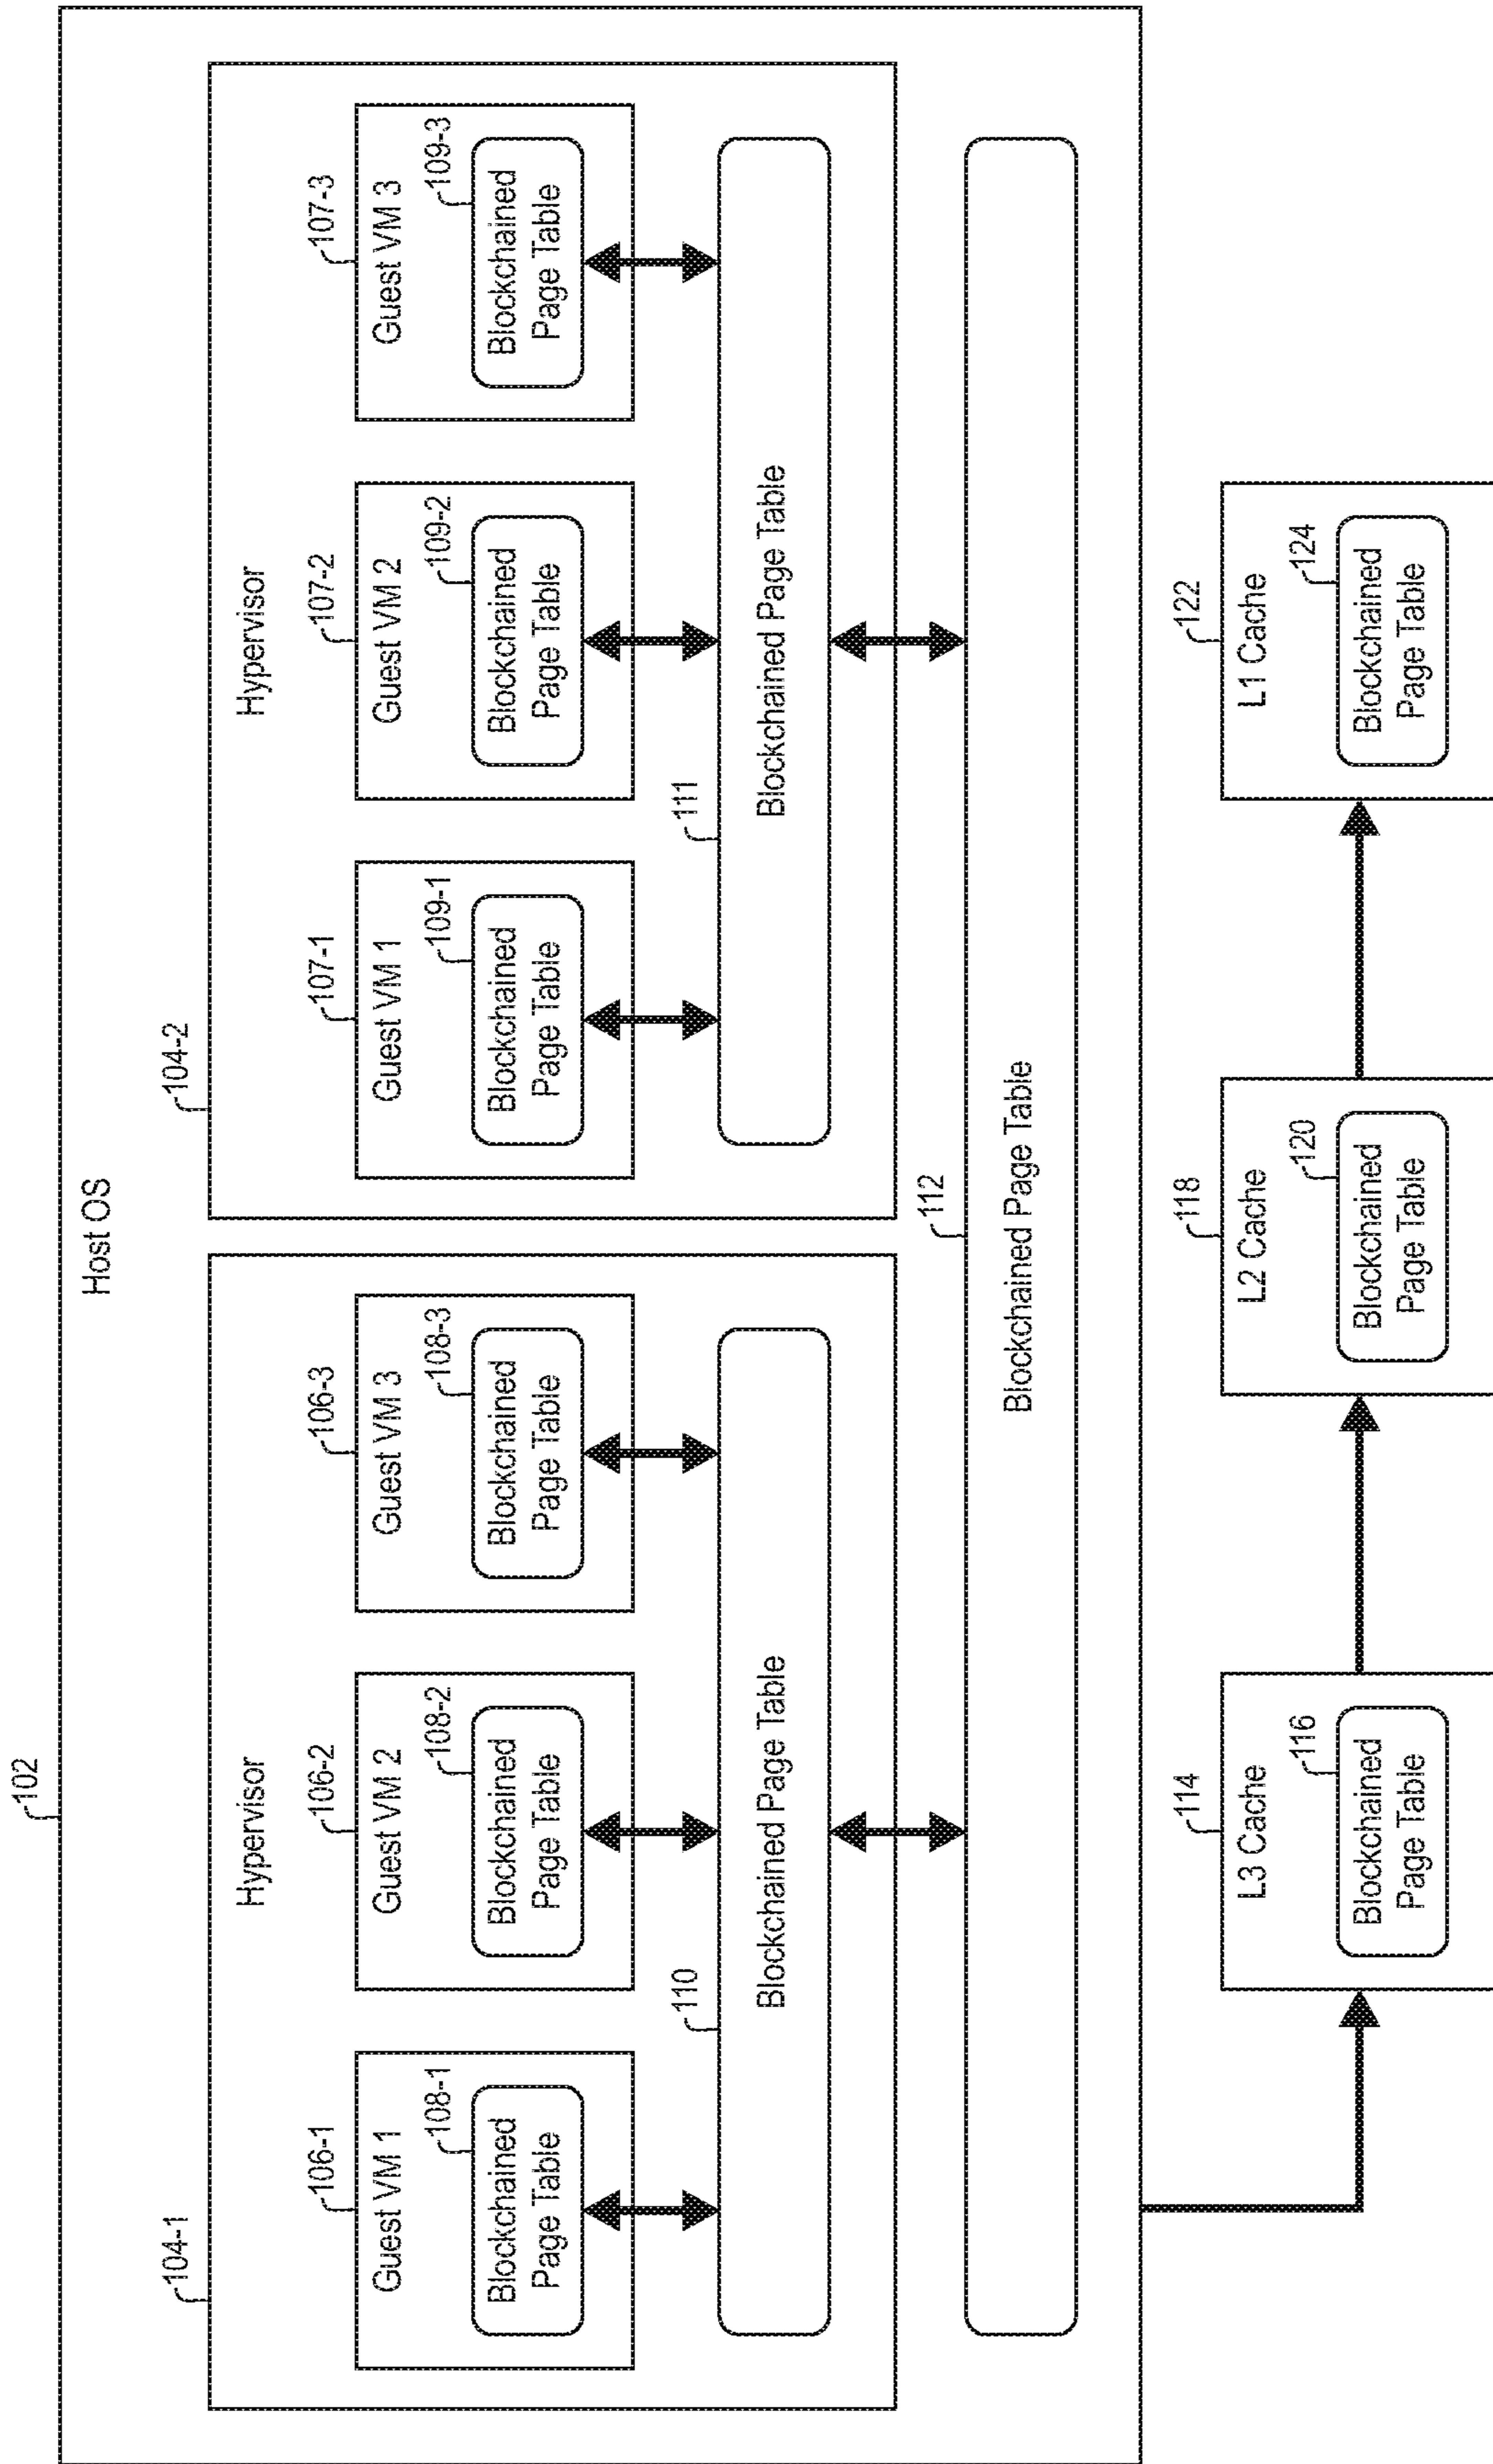 102
Host OS
104-1
Hypervisor
106-1
Guest VM 1
108-1
Blockchained
Page Table
106-2
Guest VM 2
108-2
Blockchained
Page Table
106-3
Guest VM 3
108-3
Blockchained
Page Table
110
Blockchained Page Table
104-2
Hypervisor
107-1
Guest VM 1
109-1
Blockchained
Page Table
107-2
Guest VM 2
109-2
Blockchained
Page Table
107-3
Guest VM 3
109-3
Blockchained
Page Table
111
Blockchained Page Table
112
Blockchained Page Table
114
L3 Cache
116
Blockchained
Page Table
118
L2 Cache
120
Blockchained
Page Table
122
L1 Cache
124
Blockchained
Page Table